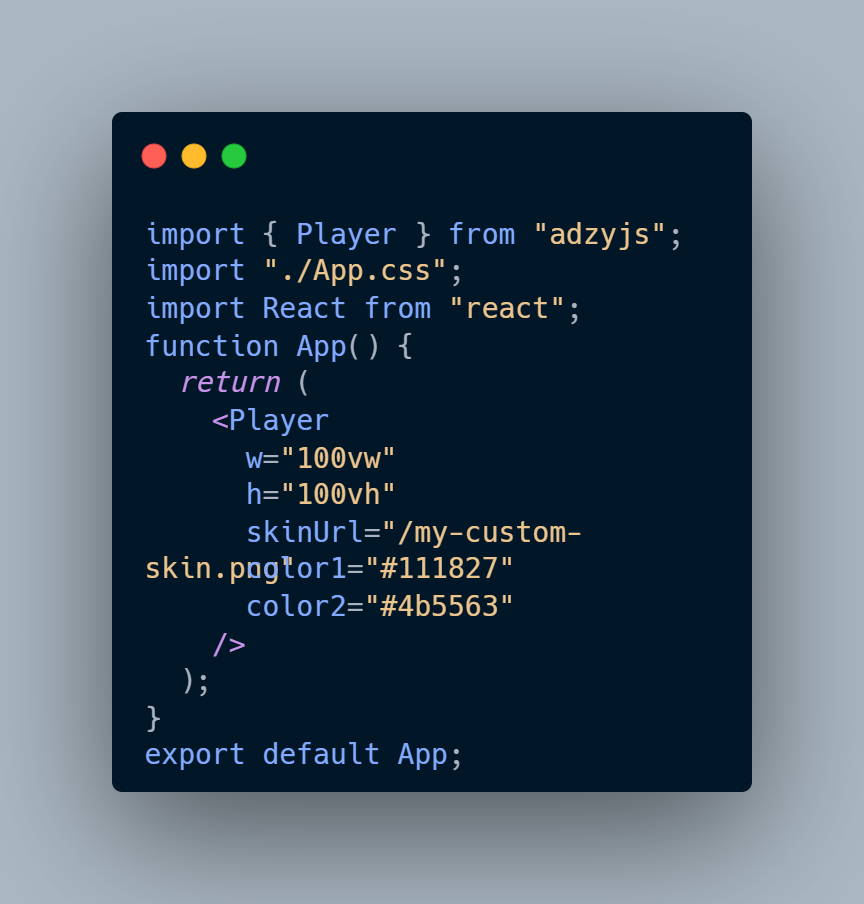 import { Player } from "adzyjs";
import "./App.css";
import React from "react";
function App() {
  return (
    <Player
      w="100vw"
      h="100vh"
      skinUrl="/my-custom-
skin.png"
      color1="#111827"
      color2="#4b5563"
    />
  );
}
export default App;